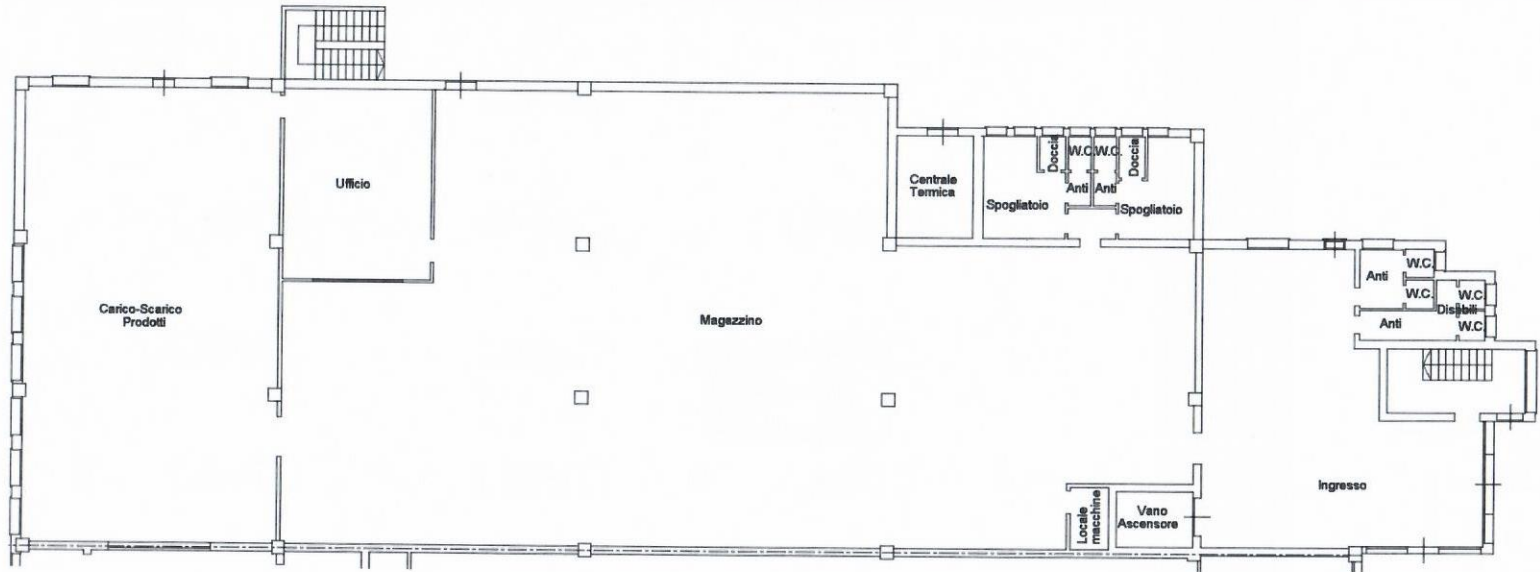 Doccia
W.C.
W.C.
Doccia
Ufficio
Centrale
Termica
Anti
Anti
Spogliatoio
Spogliatoio
W.C.
Anti
W.C.
W.C.
Disabili
Carico-Scarico
Prodotti
Magazzino
Anti
W.C.
Ingresso
Locale
macchine
Vano
Ascensore